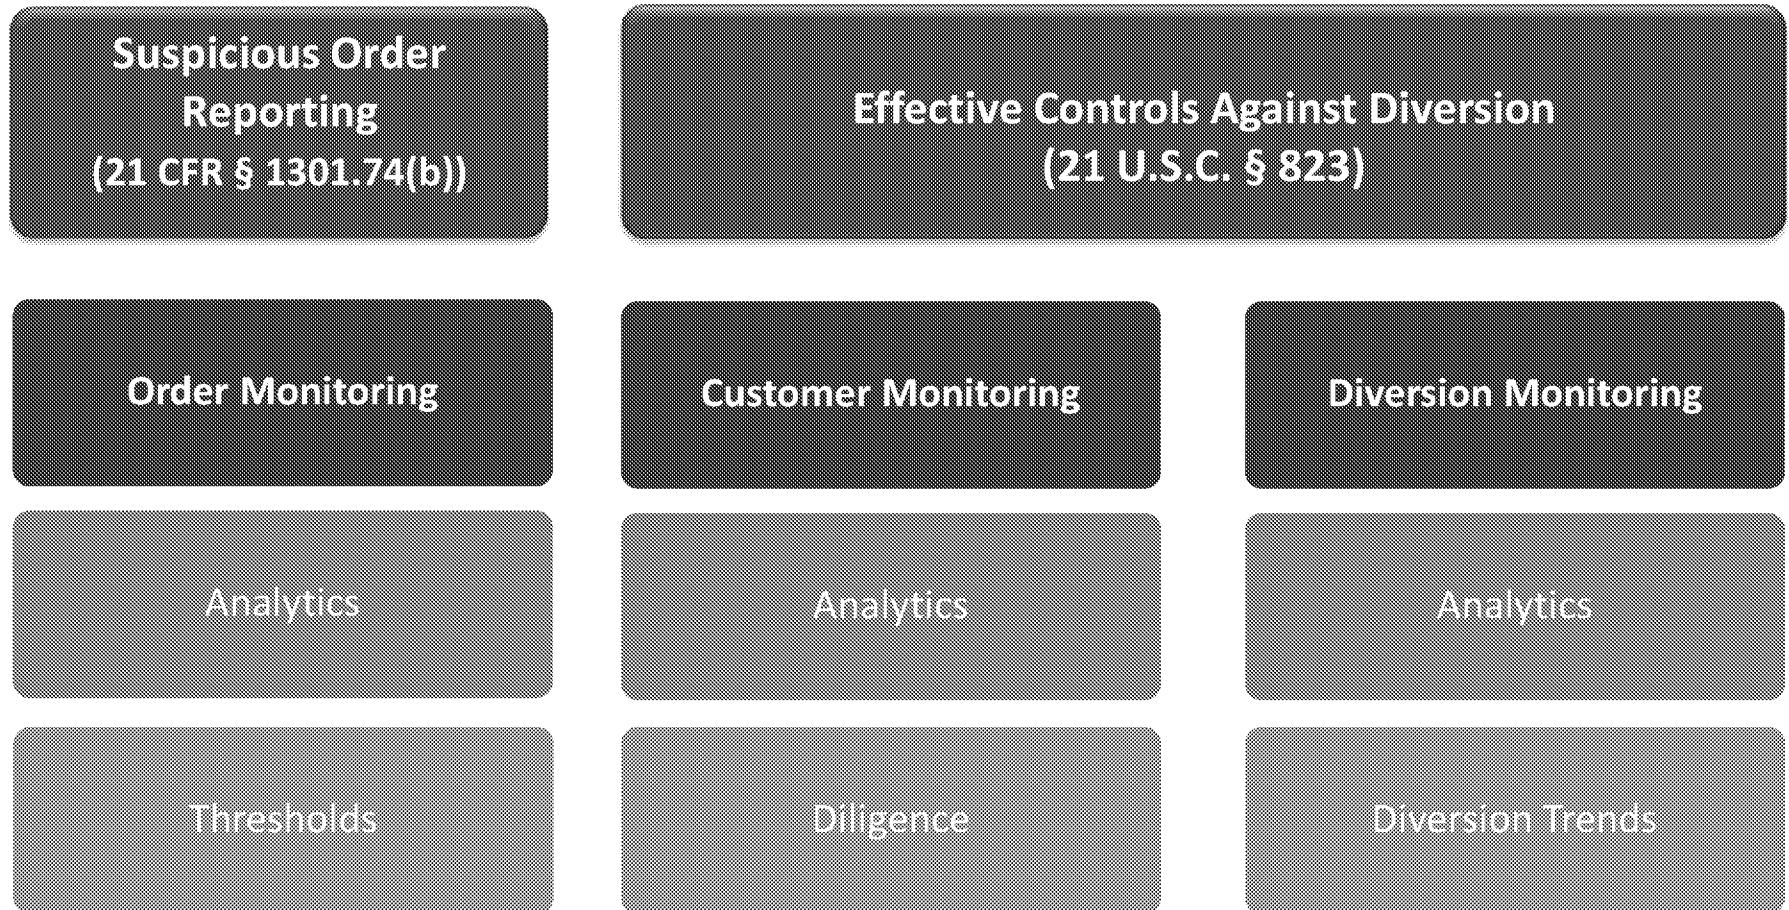 Suspicious Order
Reporting
(21 CFR § 1301.74(b))
Effective Controls Against Diversion
(21 U.S.C. § 823)
Order Monitoring
Customer Monitoring
Diversion Monitoring
Analytics
Analytics
Analytics
Thresholds
Diligence
Diversion Trends